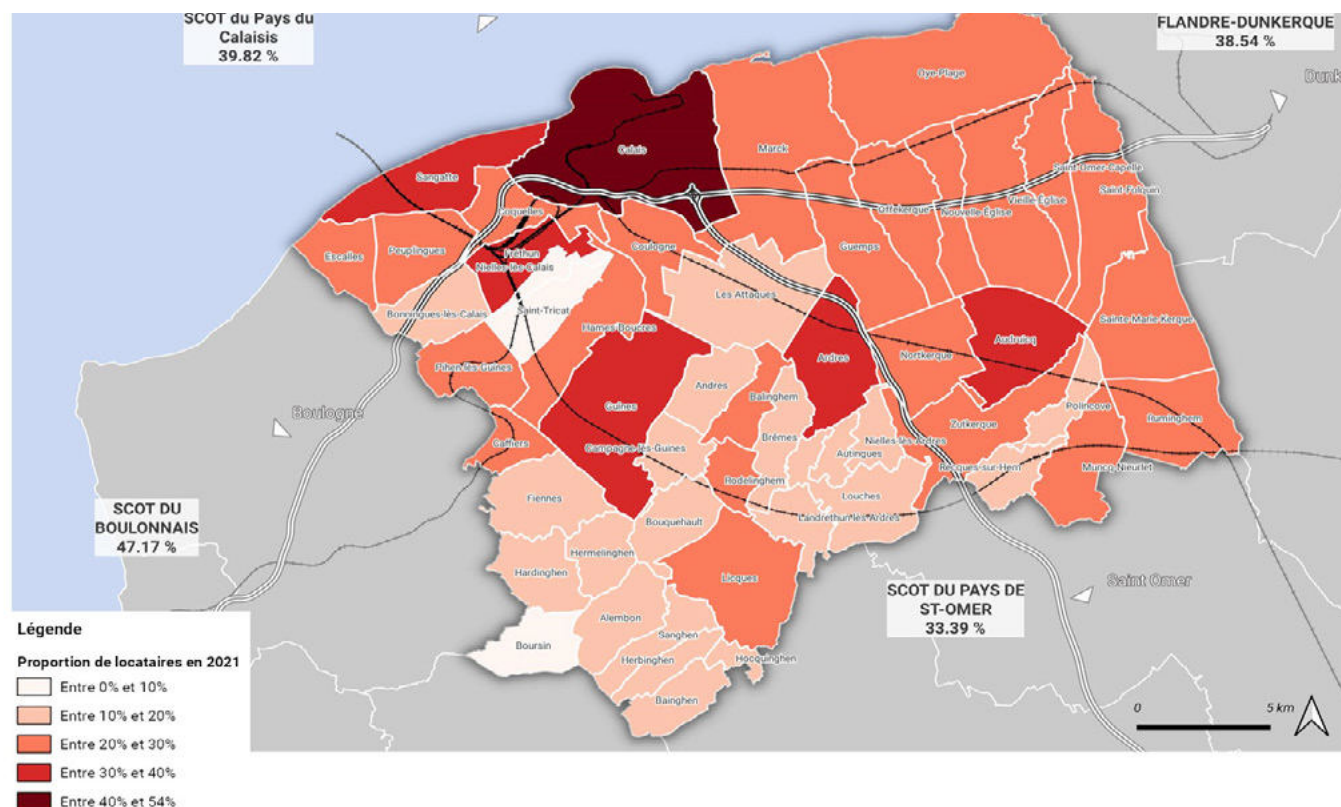 SCOT du Pays du
Calaisis
39.82 %
FLANDRE-DUNKERQUE
38.54 %
Dunk
Oye-Plage
Calais
Marck
Sangatte
Saint-Omer-Capelle
Saint-Folquin
Vieille-Église
Nouvelle-Église
Offekerque
Coquelles
Coulogne
Guemps
Escalles
Peuplingues
Fréthun
Nielles-lès-Calais
Les Attaques
Bonningues-lès-Calais
Saint-Tricat
Hames-Boucres
Sainte-Marie-Kerque
Audruicq
Nortkerque
Ardres
Pihen-lès-Guînes
Andres
Balinghem
Guînes
Polincove
Ruminghem
Boulogne
Brêmes
Zutkerque
Caffiers
Campagne-lès-Guines
Nielles-lès-Ardres
Autingues
Recques-sur-Hem
Muncq-Nieurlet
Rodelinghem
Fiennes
Louches
Landrethun-lès-Ardres
Bouquehault
SCOT DU
BOULONNAIS
47.17 %
Hermelinghen
Hardinghen
Licques
Saint Omer
SCOT DU PAYS DE
ST-OMER
33.39 %
Alembon
Sanghen
Boursin
Herbinghen
Hocquinghen
Bainghen
Légende
Proportion de locataires en 2021
Entre 0% et 10%
Entre 10% et 20%
Entre 20% et 30%
Entre 30% et 40%
Entre 40% et 54%
0 5 km